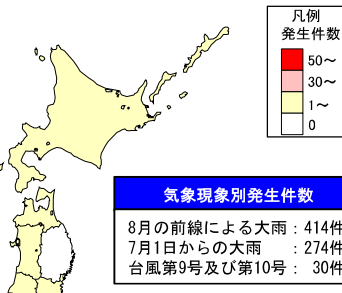 凡例
発生件数
50～
30～
1～
0
気象現象別発生件数
8月の前線による大雨：414件
7月1日からの大雨　：274件
台風第9号及び第10号： 30件